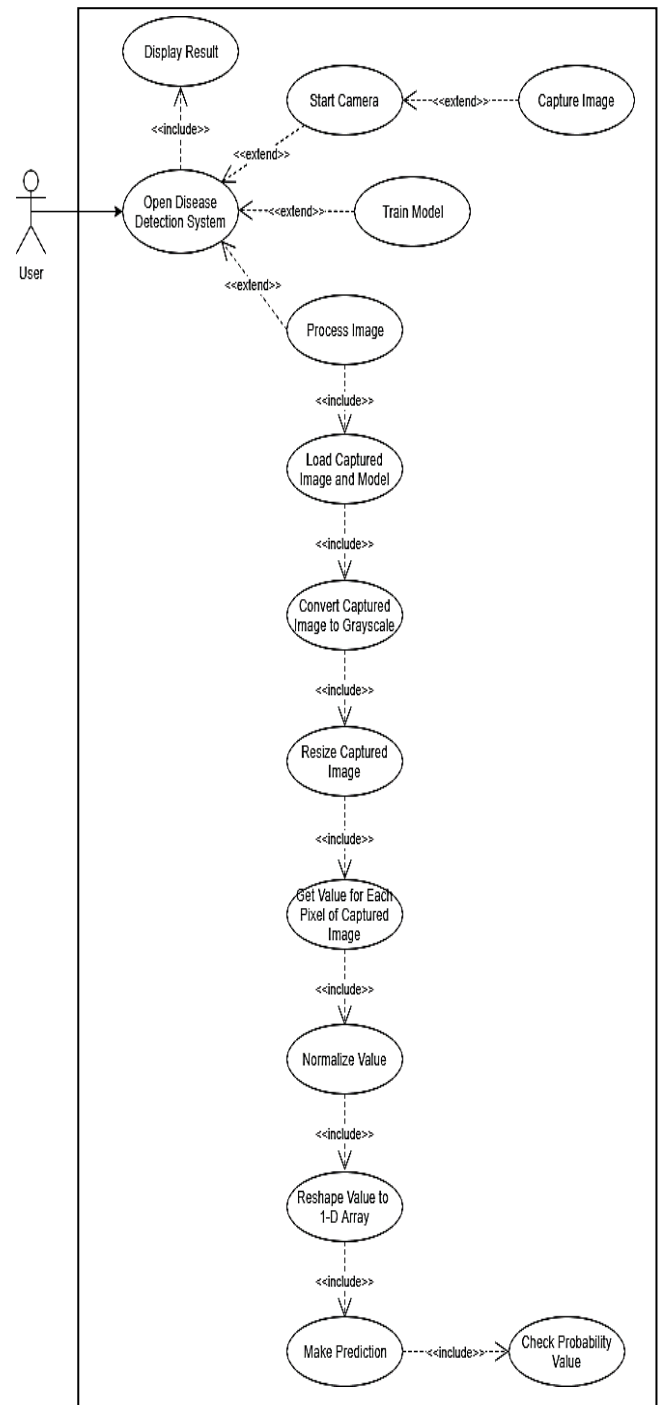 Display Result
Start Camera
<<extend>>
Capture Image
<<include>>
<<extend>>
Open Disease
Detection System
<<extend>>
Train Model
User
<<extend>>
Process Image
<<include>>
Load Captured
Image and Model
<<include>>
Convert Captured
Image to Grayscale
<<include>>
Resize Captured
Image
<<include>>
Get Value for Each
Pixel of Captured
Image
<<include>>
Normalize Value
<<include>>
Reshape Value to
1-D Array
<<include>>
Make Prediction
<<include>>
Check Probability
Value